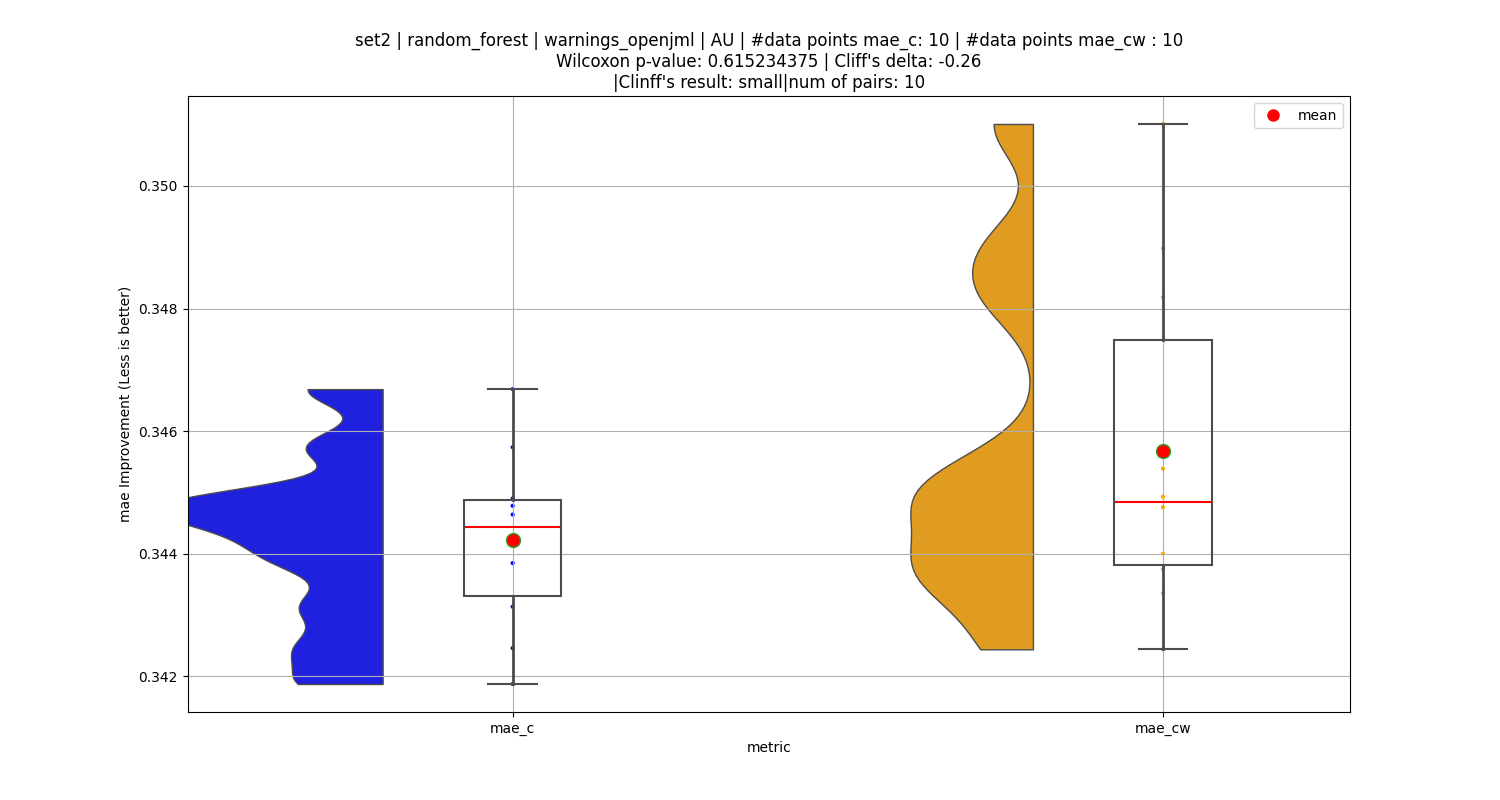 set2 | random_forest | warnings_openjml | AU | #data points mae_c: 10 | #data points mae_cw : 10
Wilcoxon p-value: 0.615234375 | Cliff's delta: -0.26
|Clinff's result: small|num of pairs: 10
mean
0.350
0.348
0.346
0.344
0.342
mae Improvement (Less is better)
mae_c
mae_cw
metric